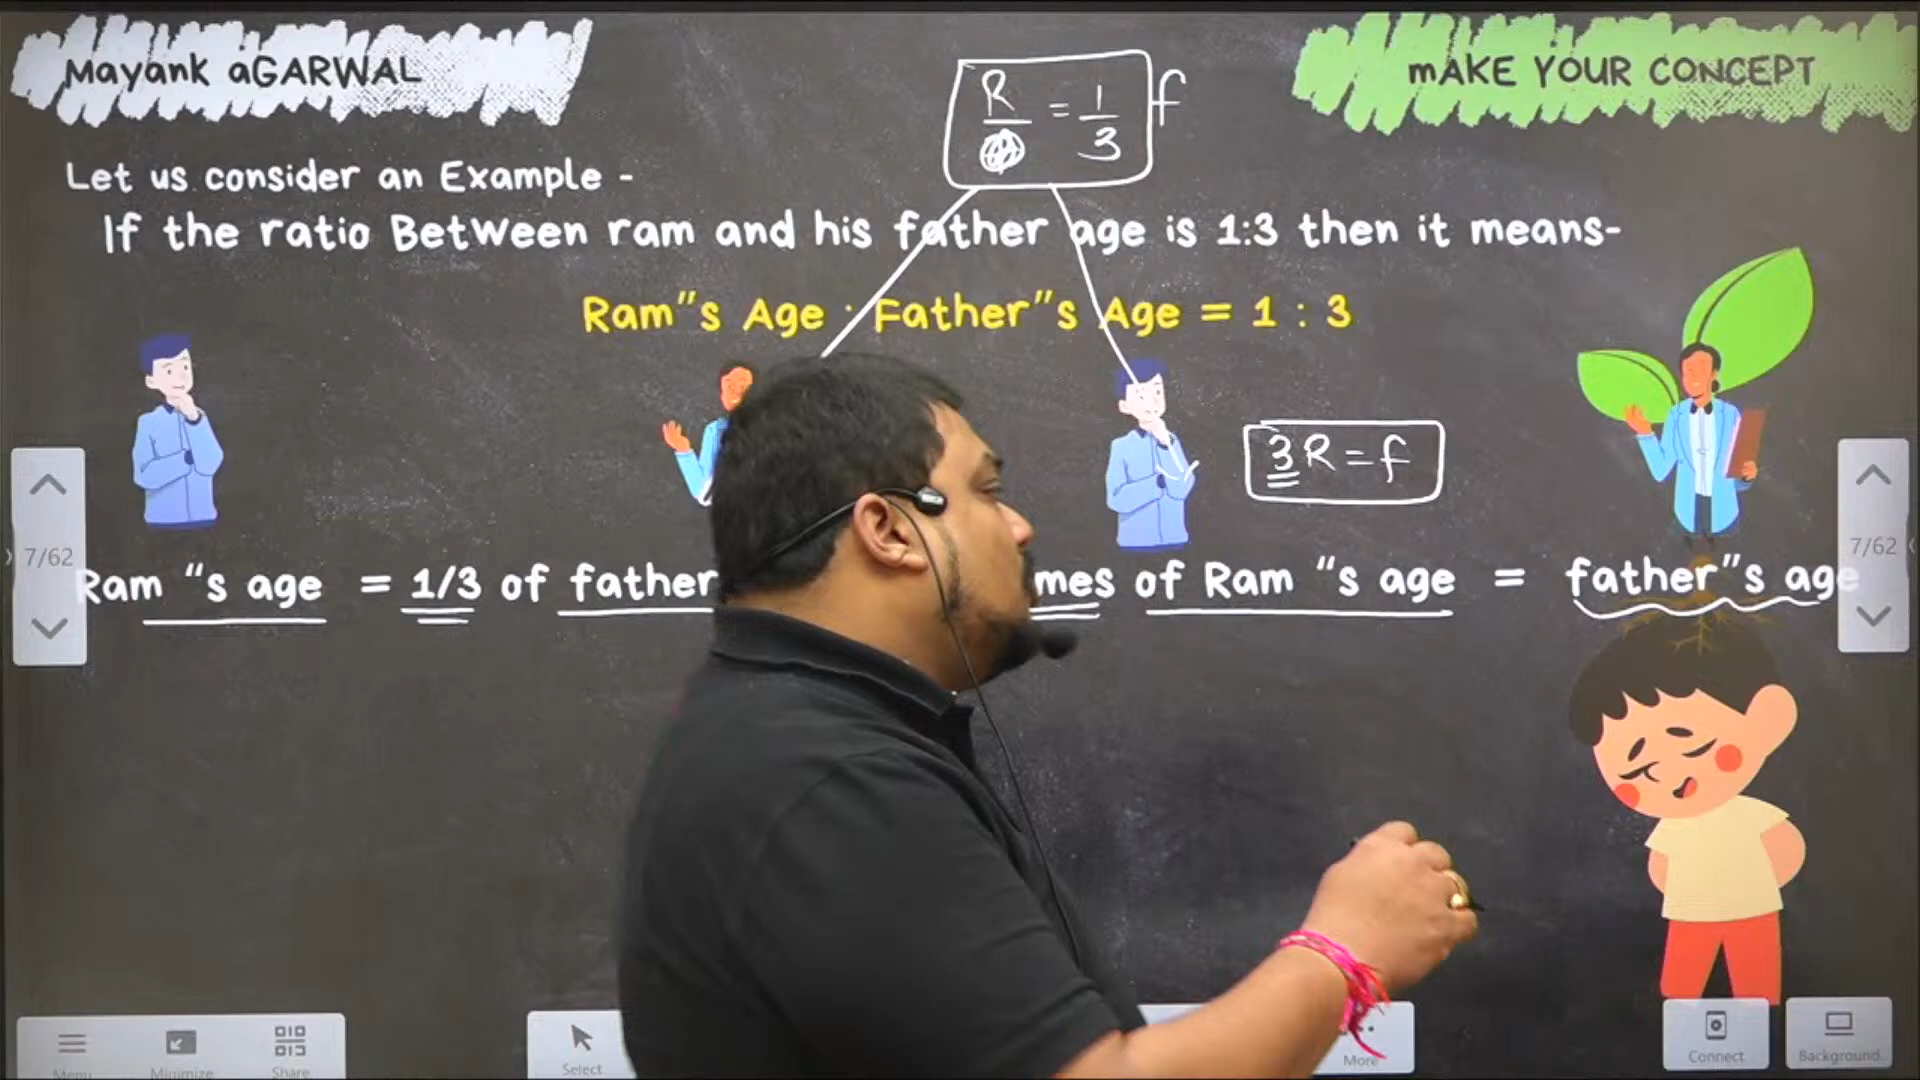 Mayank aGARWAL
mAKE YOUR CONCEPT
R = 1 f
3
Let us consider an Example -
If the ratio Between ram and his father age is 1:3 then it means-
Ram"s Age : Father"s Age = 1 : 3
3R = f
7/62
7/62
Ram "s age = 1/3 of father mes of Ram "s age = father"s age
Menu
Minimize
Share
Select
More
Connect
Background..